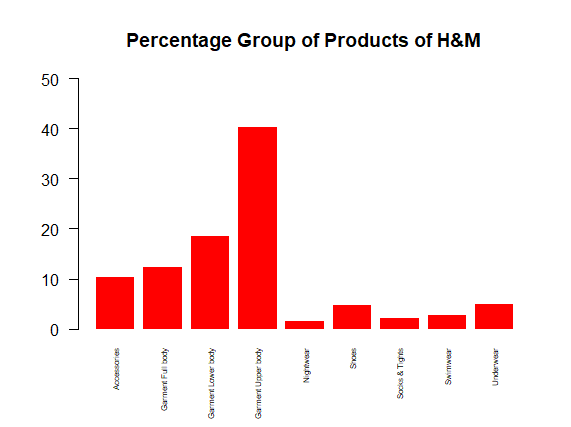 Percentage Group of Products of H&M
50
40
30
20
10
0
Accessories
Garment Full body
Garment Lower body
Garment Upper body
Nightwear
Shoes
Socks & Tights
Swimwear
Underwear